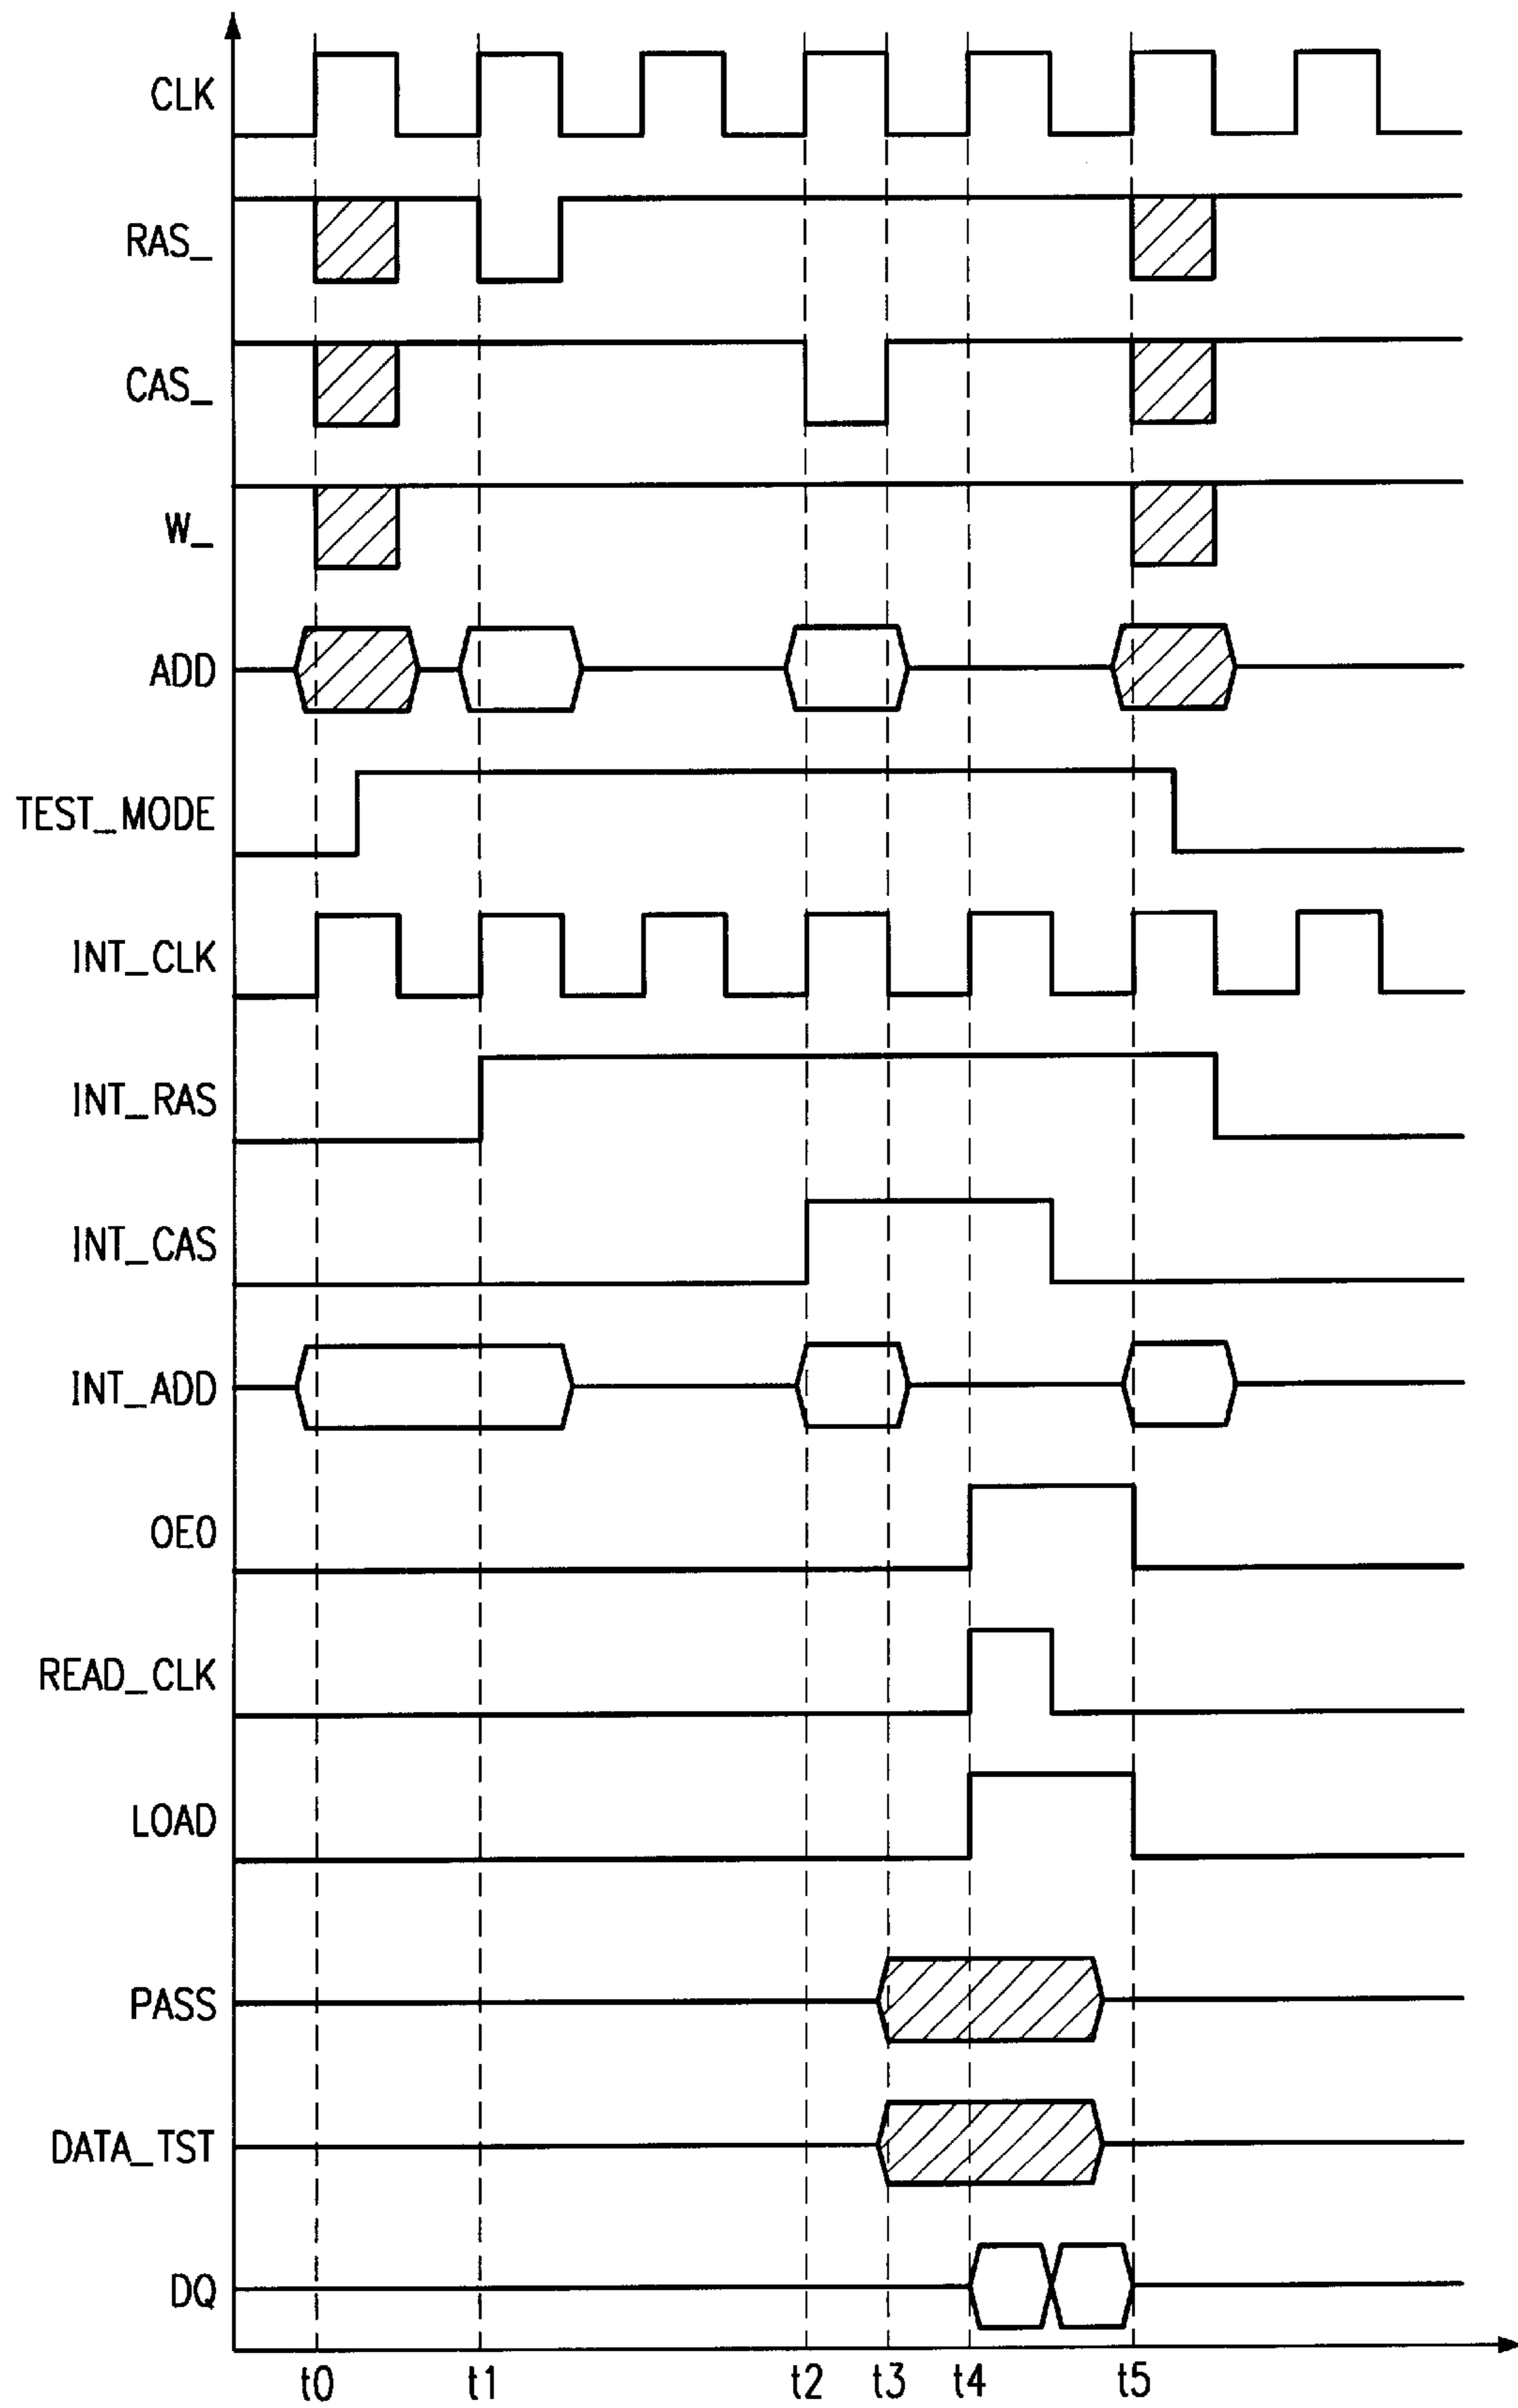 CLK
RAS_
CAS_
W_
ADD
TEST_MODE
INT_CLK
INT_RAS
INT_CAS
INT_ADD
OE0
READ_CLK
LOAD
PASS
DATA_TST
DQ
t0 t1 t2 t3 t4 t5